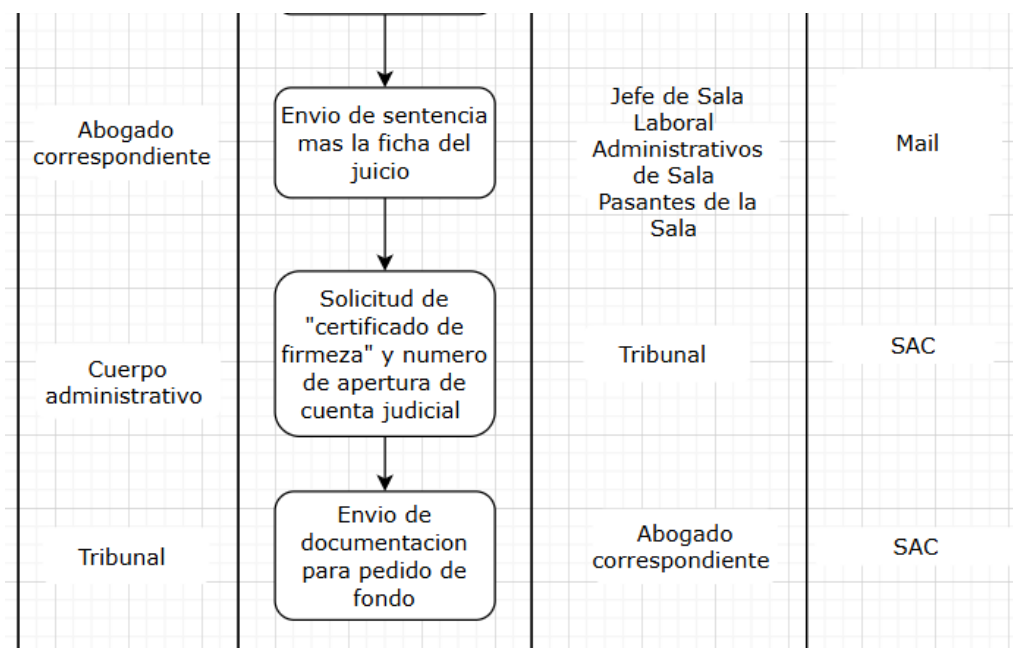 Abogado
correspondiente
Envio de sentencia
mas la ficha del
juicio
Jefe de Sala
Laboral
Administrativos
de Sala
Pasantes de la
Sala
Mail
Cuerpo
administrativo
Solicitud de
"certificado de
firmeza" y numero
de apertura de
cuenta judicial
Tribunal
SAC
Tribunal
Envio de
documentacion
para pedido de
fondo
Abogado
correspondiente
SAC